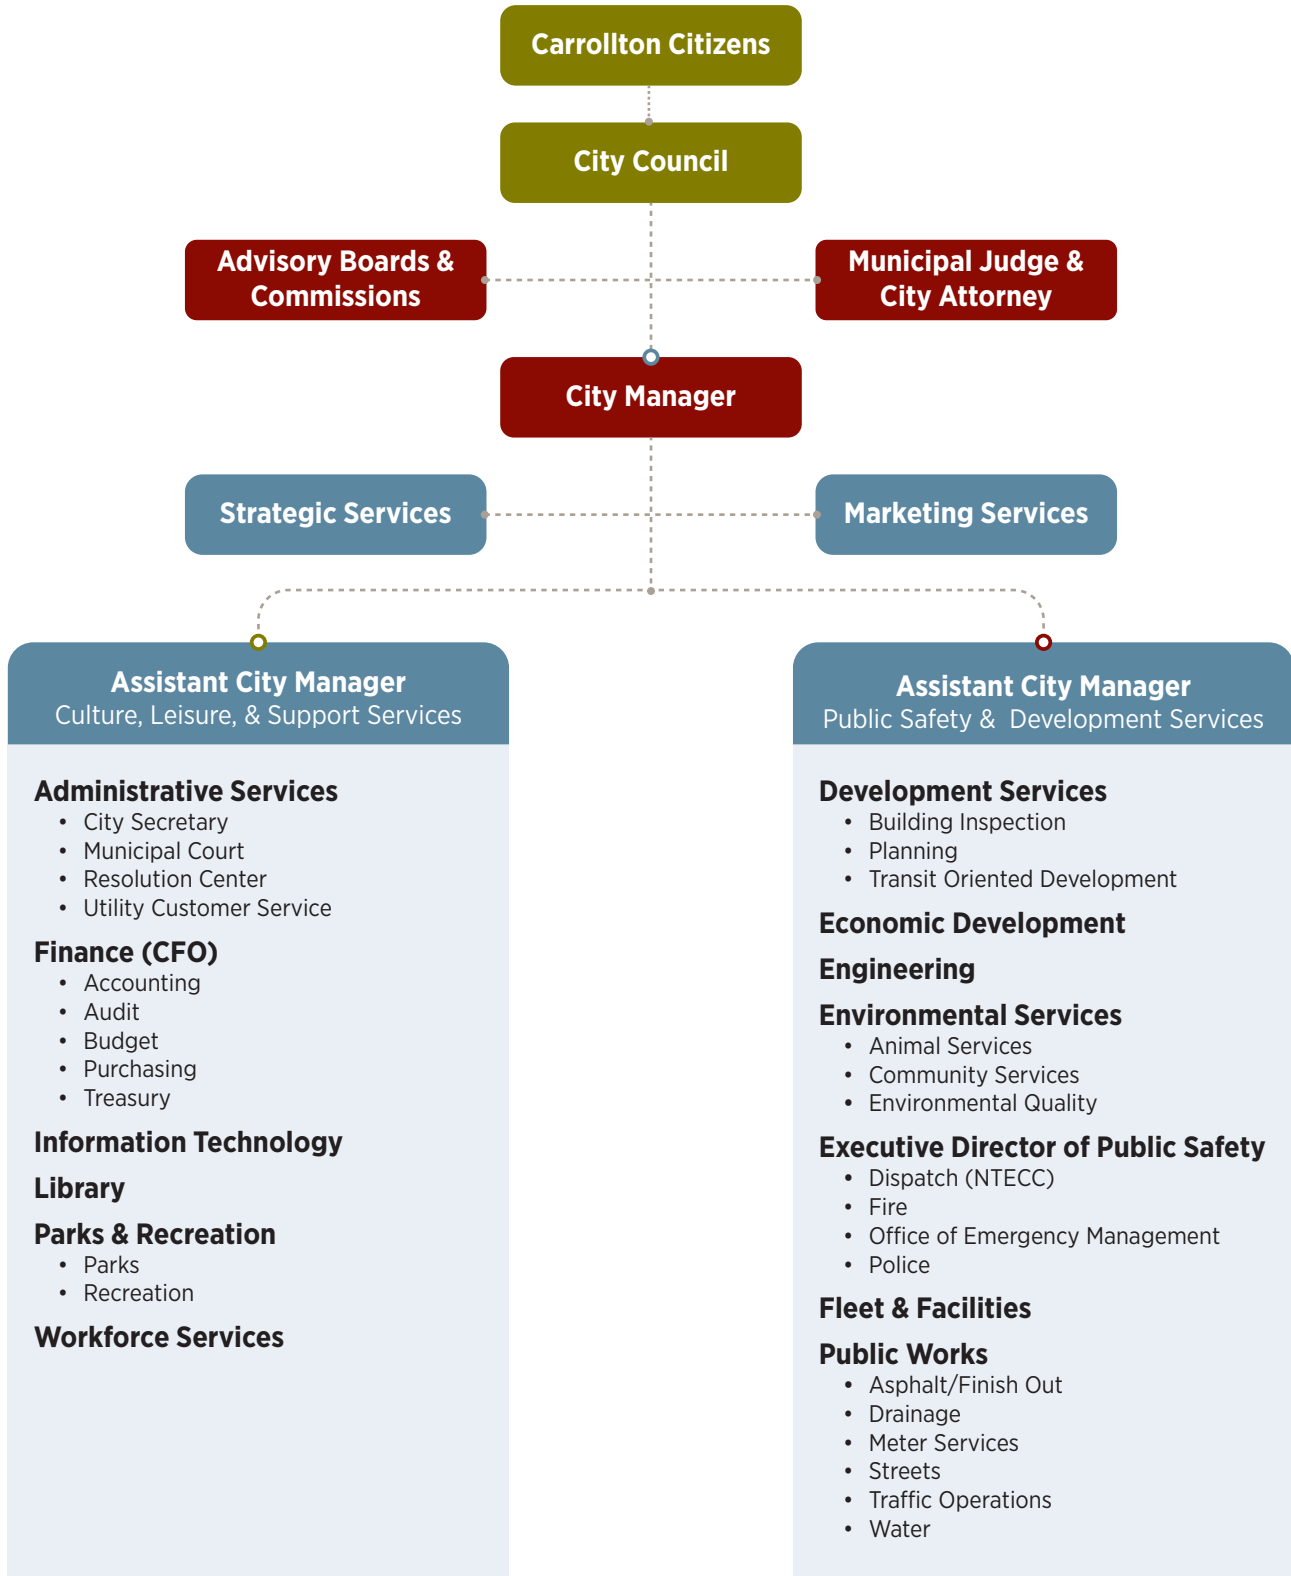 Carrollton Citizens
City Council
Advisory Boards &
Commissions
Municipal Judge &
City Attorney
City Manager
Strategic Services
Marketing Services
Assistant City Manager
Culture, Leisure, & Support Services
Administrative Services
• City Secretary
• Municipal Court
• Resolution Center
• Utility Customer Service
Finance (CFO)
• Accounting
• Audit
• Budget
• Purchasing
• Treasury
Information Technology
Library
Parks & Recreation
• Parks
• Recreation
Workforce Services
Assistant City Manager
Public Safety & Development Services
Development Services
• Building Inspection
• Planning
• Transit Oriented Development
Economic Development
Engineering
Environmental Services
• Animal Services
• Community Services
• Environmental Quality
Executive Director of Public Safety
• Dispatch (NTECC)
• Fire
• Office of Emergency Management
• Police
Fleet & Facilities
Public Works
• Asphalt/Finish Out
• Drainage
• Meter Services
• Streets
• Traffic Operations
• Water